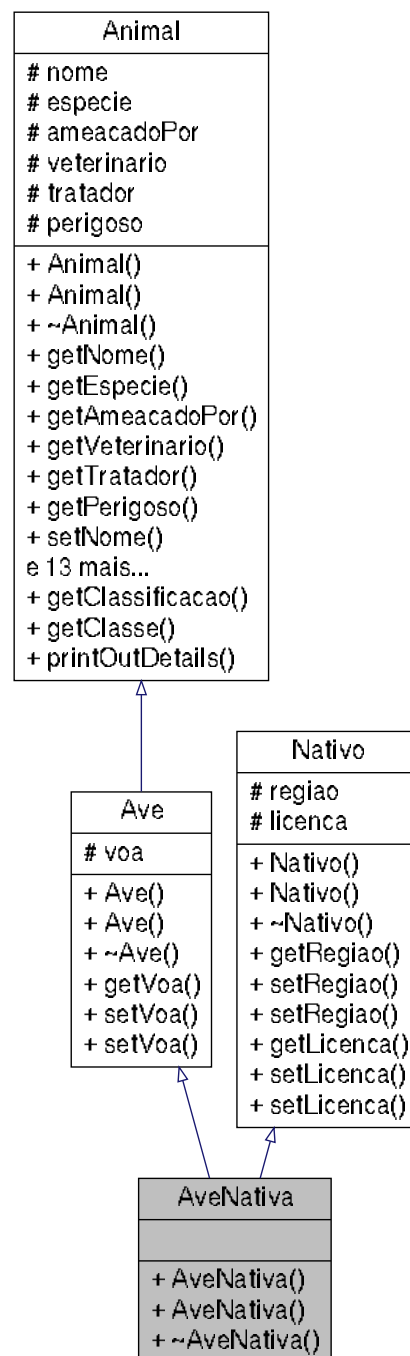 Animal
# nome
# especie
# ameacadoPor
# veterinario
# tratador
# perigoso
+ Animal()
+ Animal()
+ ~Animal()
+ getNome()
+ getEspecie()
+ getAmeacadoPor()
+ getVeterinario()
+ getTratador()
+ getPerigoso()
+ setNome()
e 13 mais...
+ getClassificacao()
+ getClasse()
+ printOutDetails()
Ave
# voa
+ Ave()
+ Ave()
+ ~Ave()
+ getVoa()
+ setVoa()
+ setVoa()
Nativo
# regiao
# licenca
+ Nativo()
+ Nativo()
+ ~Nativo()
+ getRegiao()
+ setRegiao()
+ setRegiao()
+ getLicenca()
+ setLicenca()
+ setLicenca()
AveNativa
+ AveNativa()
+ AveNativa()
+ ~AveNativa()